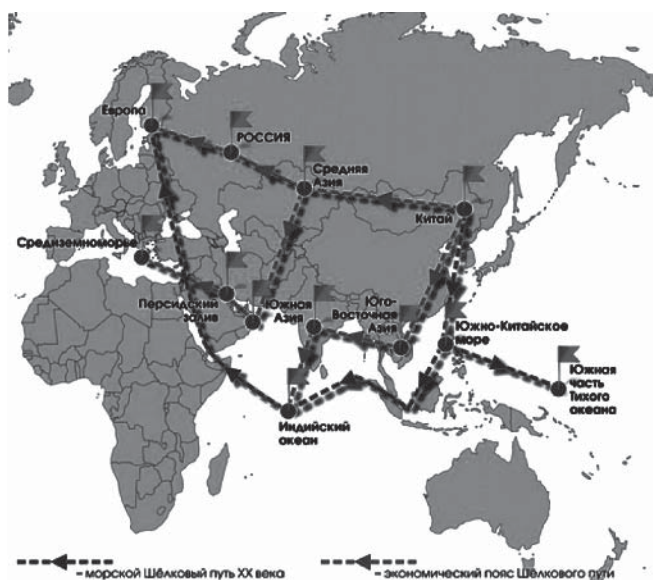 Европа
РОССИЯ
Средняя
Азия
Китай
Средиземноморье
Персидский
залив
Южная
Азия
Юго-
Восточная
Азия
Южно-Китайское
море
Южная
часть
Тихого
океана
Индийский
океан
- морской Шёлковый путь XX века
- экономический пояс Шёлкового пути